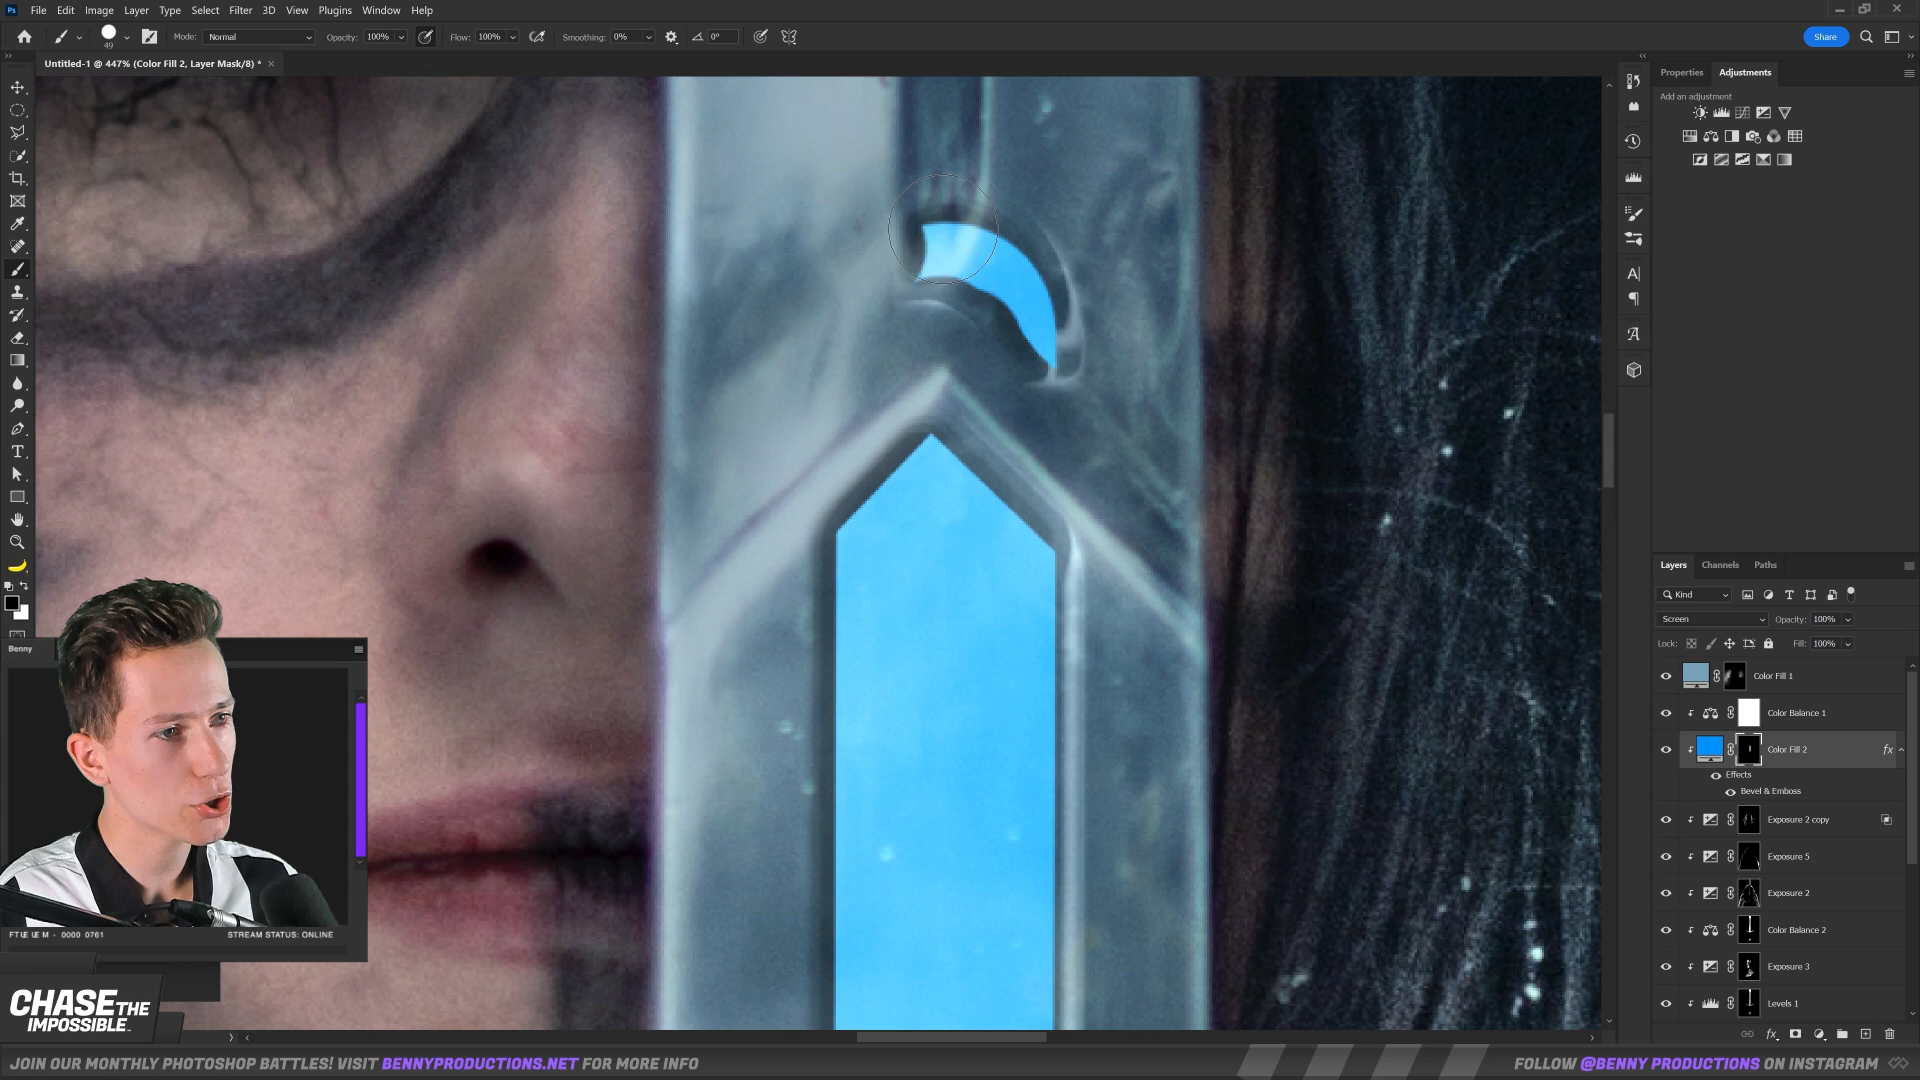 File Edit Image Layer Type Select Filter 3D View Plugins Window Help
49
Mode: Normal Opacity: 100% Flow: 100% Smoothing: 0% 0° Share
Untitled-1 @ 447% (Color Fill 2, Layer Mask/8) *
Properties Adjustments
Add an adjustment
Layers Channels Paths
Kind
Screen Opacity: 100%
Lock: Fill: 100%
Color Fill 1
Color Balance 1
Color Fill 2 fx
Effects
Bevel & Emboss
Exposure 2 copy
Exposure 5
Exposure 2
Color Balance 2
Exposure 3
Levels 1
Benny
0000 0761 STREAM STATUS: ONLINE
CHASE THE
IMPOSSIBLE.
JOIN OUR MONTHLY PHOTOSHOP BATTLES! VISIT BENNYPRODUCTIONS.NET FOR MORE INFO
FOLLOW @BENNY PRODUCTIONS ON INSTAGRAM